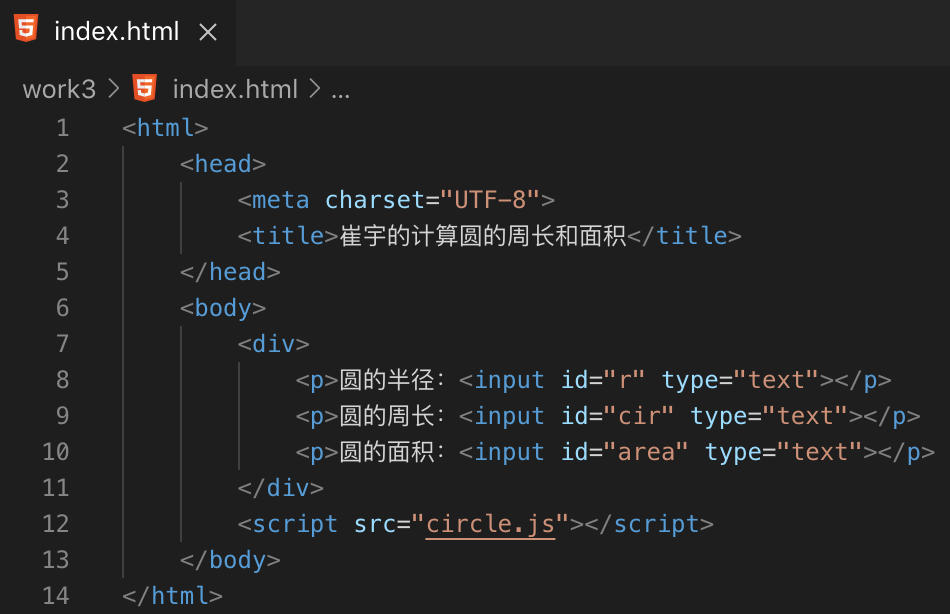 index.html ×
work3 > index.html > ...
1 <html>
2 <head>
3 <meta charset="UTF-8">
4 <title>崔宇的计算圆的周长和面积</title>
5 </head>
6 <body>
7 <div>
8 <p>圆的半径：<input id="r" type="text"></p>
9 <p>圆的周长：<input id="cir" type="text"></p>
10 <p>圆的面积：<input id="area" type="text"></p>
11 </div>
12 <script src="circle.js"></script>
13 </body>
14 </html>